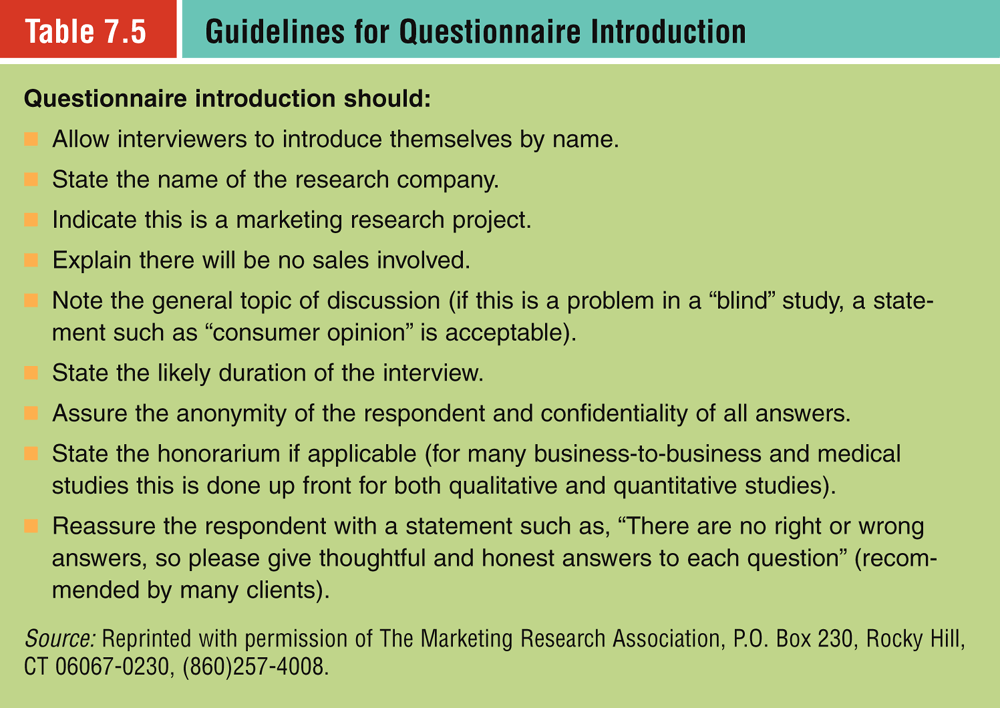 Table 7.5 Guidelines for Questionnaire Introduction
Questionnaire introduction should:
■ Allow interviewers to introduce themselves by name.
■ State the name of the research company.
■ Indicate this is a marketing research project.
■ Explain there will be no sales involved.
■ Note the general topic of discussion (if this is a problem in a “blind” study, a state-
ment such as “consumer opinion” is acceptable).
■ State the likely duration of the interview.
■ Assure the anonymity of the respondent and confidentiality of all answers.
■ State the honorarium if applicable (for many business-to-business and medical
studies this is done up front for both qualitative and quantitative studies).
■ Reassure the respondent with a statement such as, “There are no right or wrong
answers, so please give thoughtful and honest answers to each question” (recom-
mended by many clients).
Source: Reprinted with permission of The Marketing Research Association, P.O. Box 230, Rocky Hill,
CT 06067-0230, (860)257-4008.